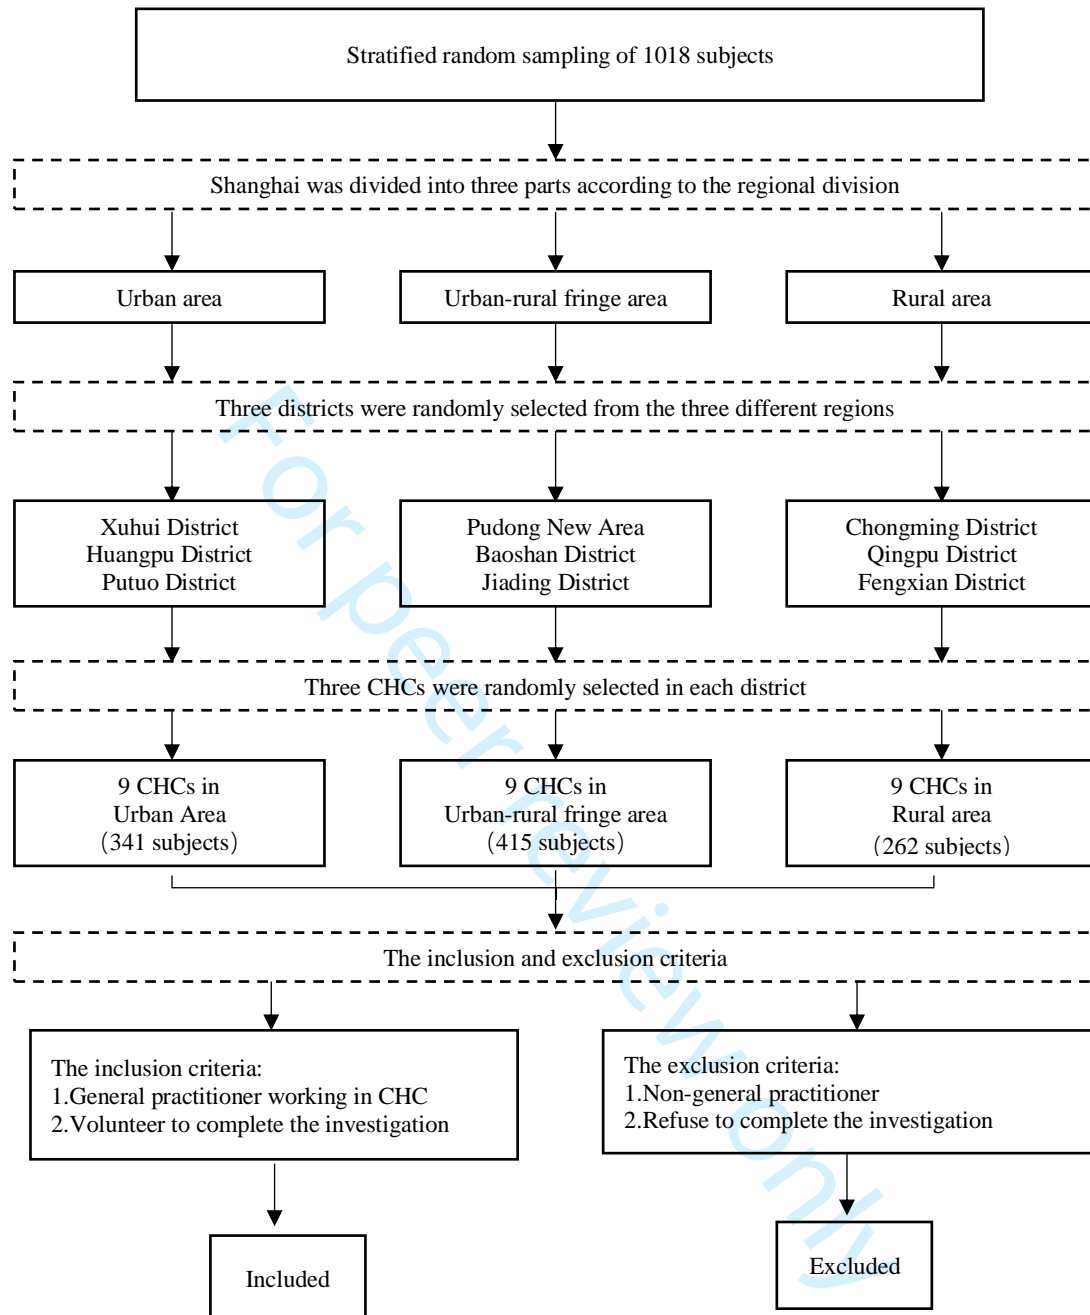 Stratified random sampling of 1018 subjects
Shanghai was divided into three parts according to the regional division
Urban area
Urban-rural fringe area
Rural area
Three districts were randomly selected from the three different regions
Xuhui District
Huangpu District
Putuo District
Pudong New Area
Baoshan District
Jiading District
Chongming District
Qingpu District
Fengxian District
Three CHCs were randomly selected in each district
9 CHCs in
Urban Area
(341 subjects)
9 CHCs in
Urban-rural fringe area
(415 subjects)
9 CHCs in
Rural area
(262 subjects)
The inclusion and exclusion criteria
The inclusion criteria:
1.General practitioner working in CHC
2.Volunteer to complete the investigation
The exclusion criteria:
1.Non-general practitioner
2.Refuse to complete the investigation
Included
Excluded
For peer review only